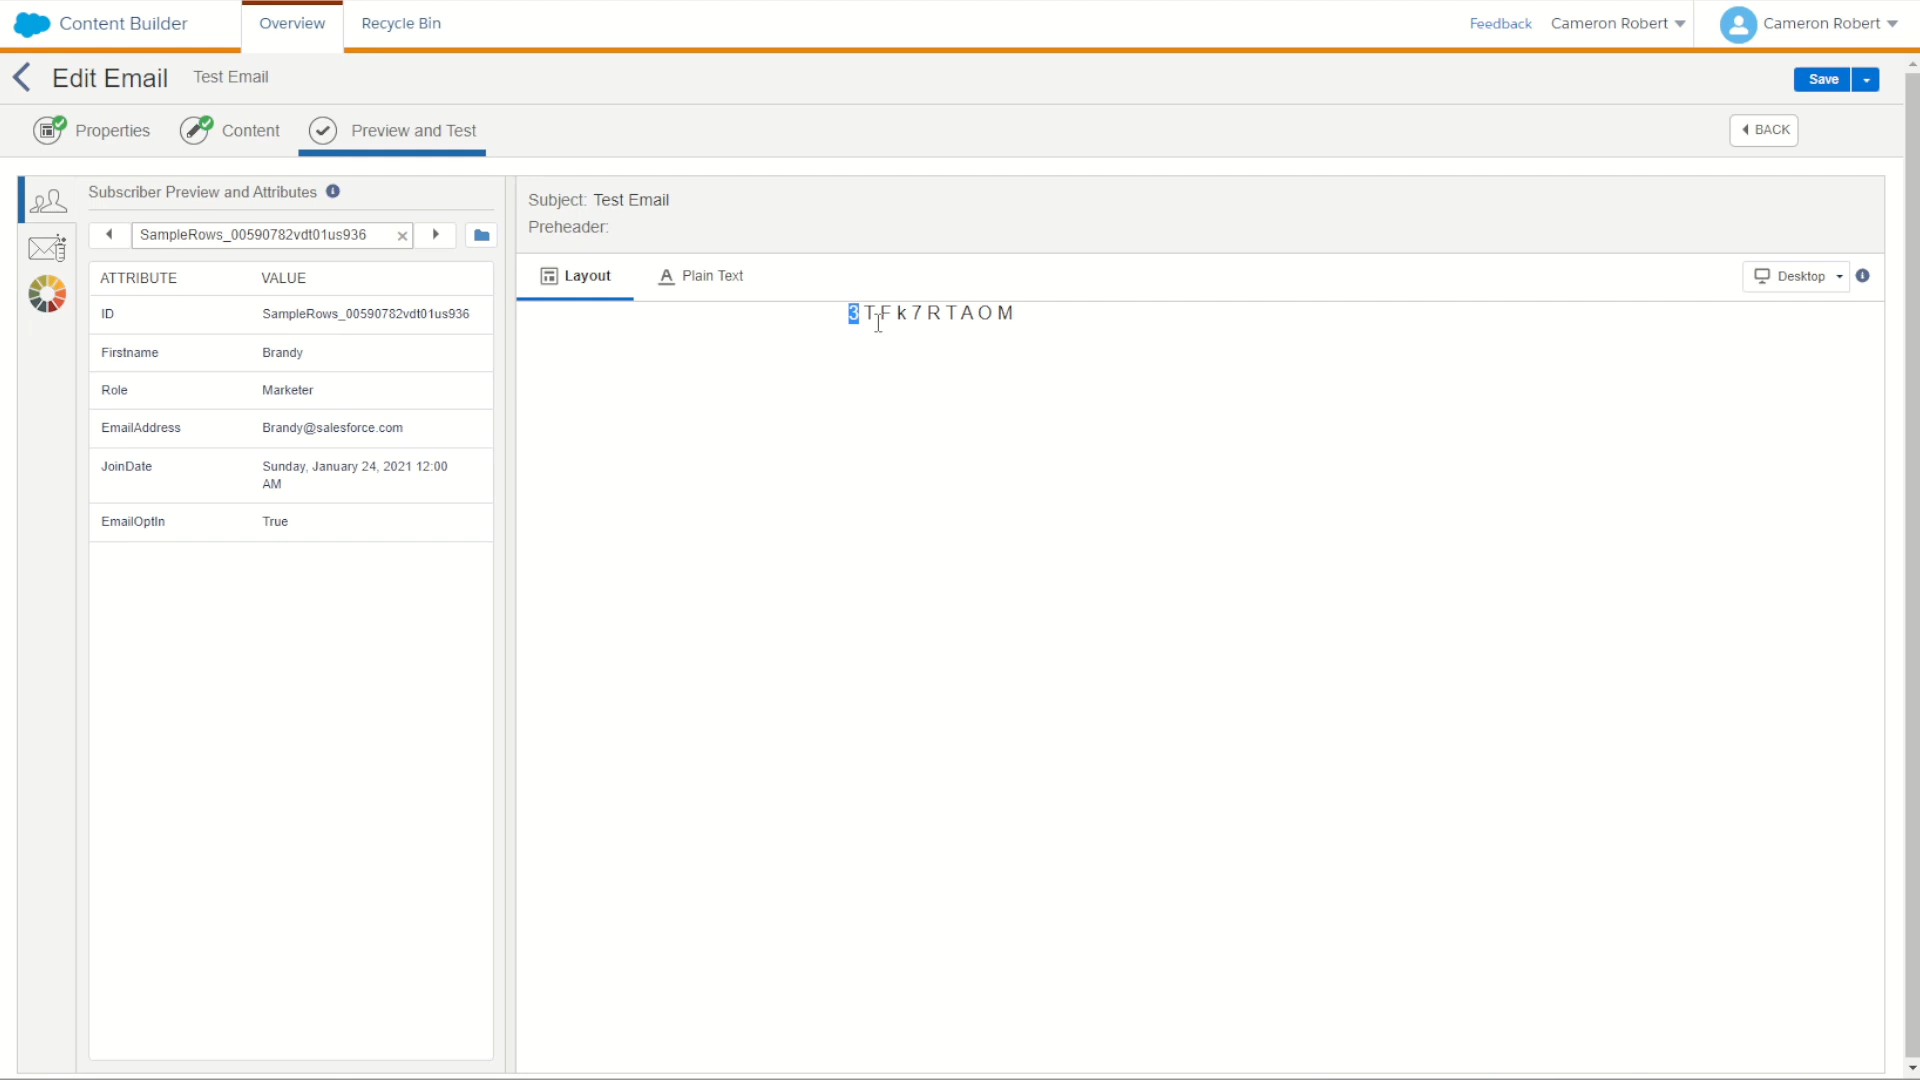 Content Builder
Overview
Recycle Bin
Feedback
Cameron Robert
Cameron Robert
Edit Email
Test Email
Save
Properties
Content
Preview and Test
BACK
Subscriber Preview and Attributes
SampleRows_00590782vdt01us936
ATTRIBUTE VALUE
ID SampleRows_00590782vdt01us936
Firstname Brandy
Role Marketer
EmailAddress Brandy@salesforce.com
JoinDate Sunday, January 24, 2021 12:00
AM
EmailOptIn True
Subject: Test Email
Preheader:
Layout
Plain Text
Desktop
3 T F k 7 R T A O M